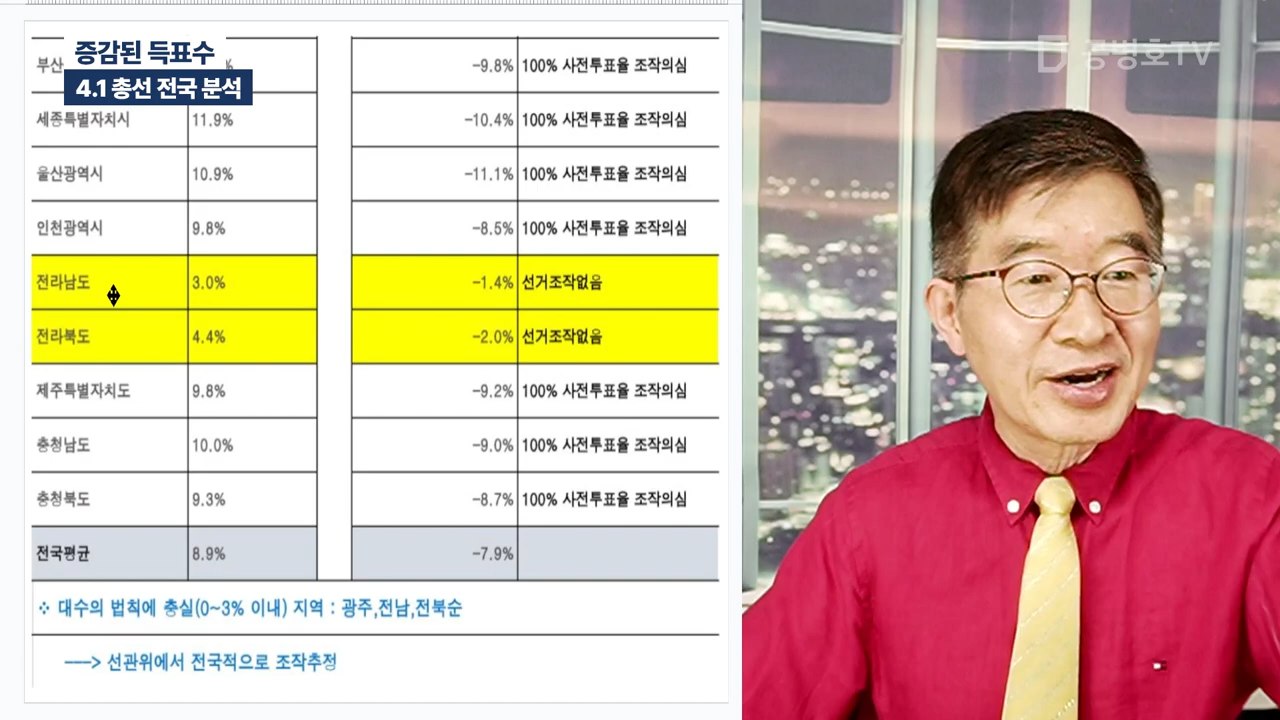 증감된 득표수
4.1 총선 전국 분석
공병호TV
부산 % -9.8% 100% 사전투표율 조작의심
세종특별자치시 11.9% -10.4% 100% 사전투표율 조작의심
울산광역시 10.9% -11.1% 100% 사전투표율 조작의심
인천광역시 9.8% -8.5% 100% 사전투표율 조작의심
전라남도 3.0% -1.4% 선거조작없음
전라북도 4.4% -2.0% 선거조작없음
제주특별자치도 9.8% -9.2% 100% 사전투표율 조작의심
충청남도 10.0% -9.0% 100% 사전투표율 조작의심
충청북도 9.3% -8.7% 100% 사전투표율 조작의심
전국평균 8.9% -7.9%
❖ 대수의 법칙에 충실(0~3% 이내) 지역 : 광주,전남,전북순
---> 선관위에서 전국적으로 조작추정